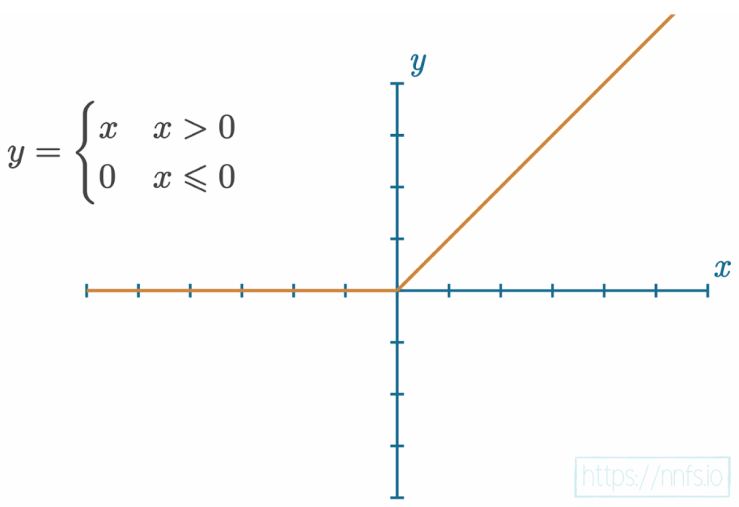 y
y = { x x > 0
0 x ⩽ 0
x
https://nnfs.io